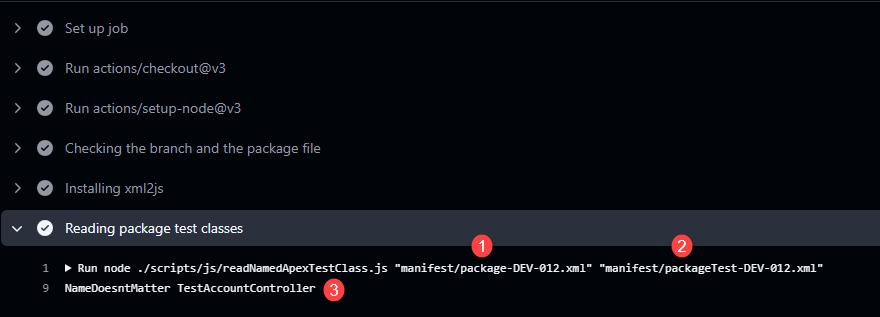 Set up job
Run actions/checkout@v3
Run actions/setup-node@v3
Checking the branch and the package file
Installing xml2js
Reading package test classes
1 2
1 Run node ./scripts/js/readNamedApexTestClass.js "manifest/package-DEV-012.xml" "manifest/packageTest-DEV-012.xml"
9 NameDoesntMatter TestAccountController 3